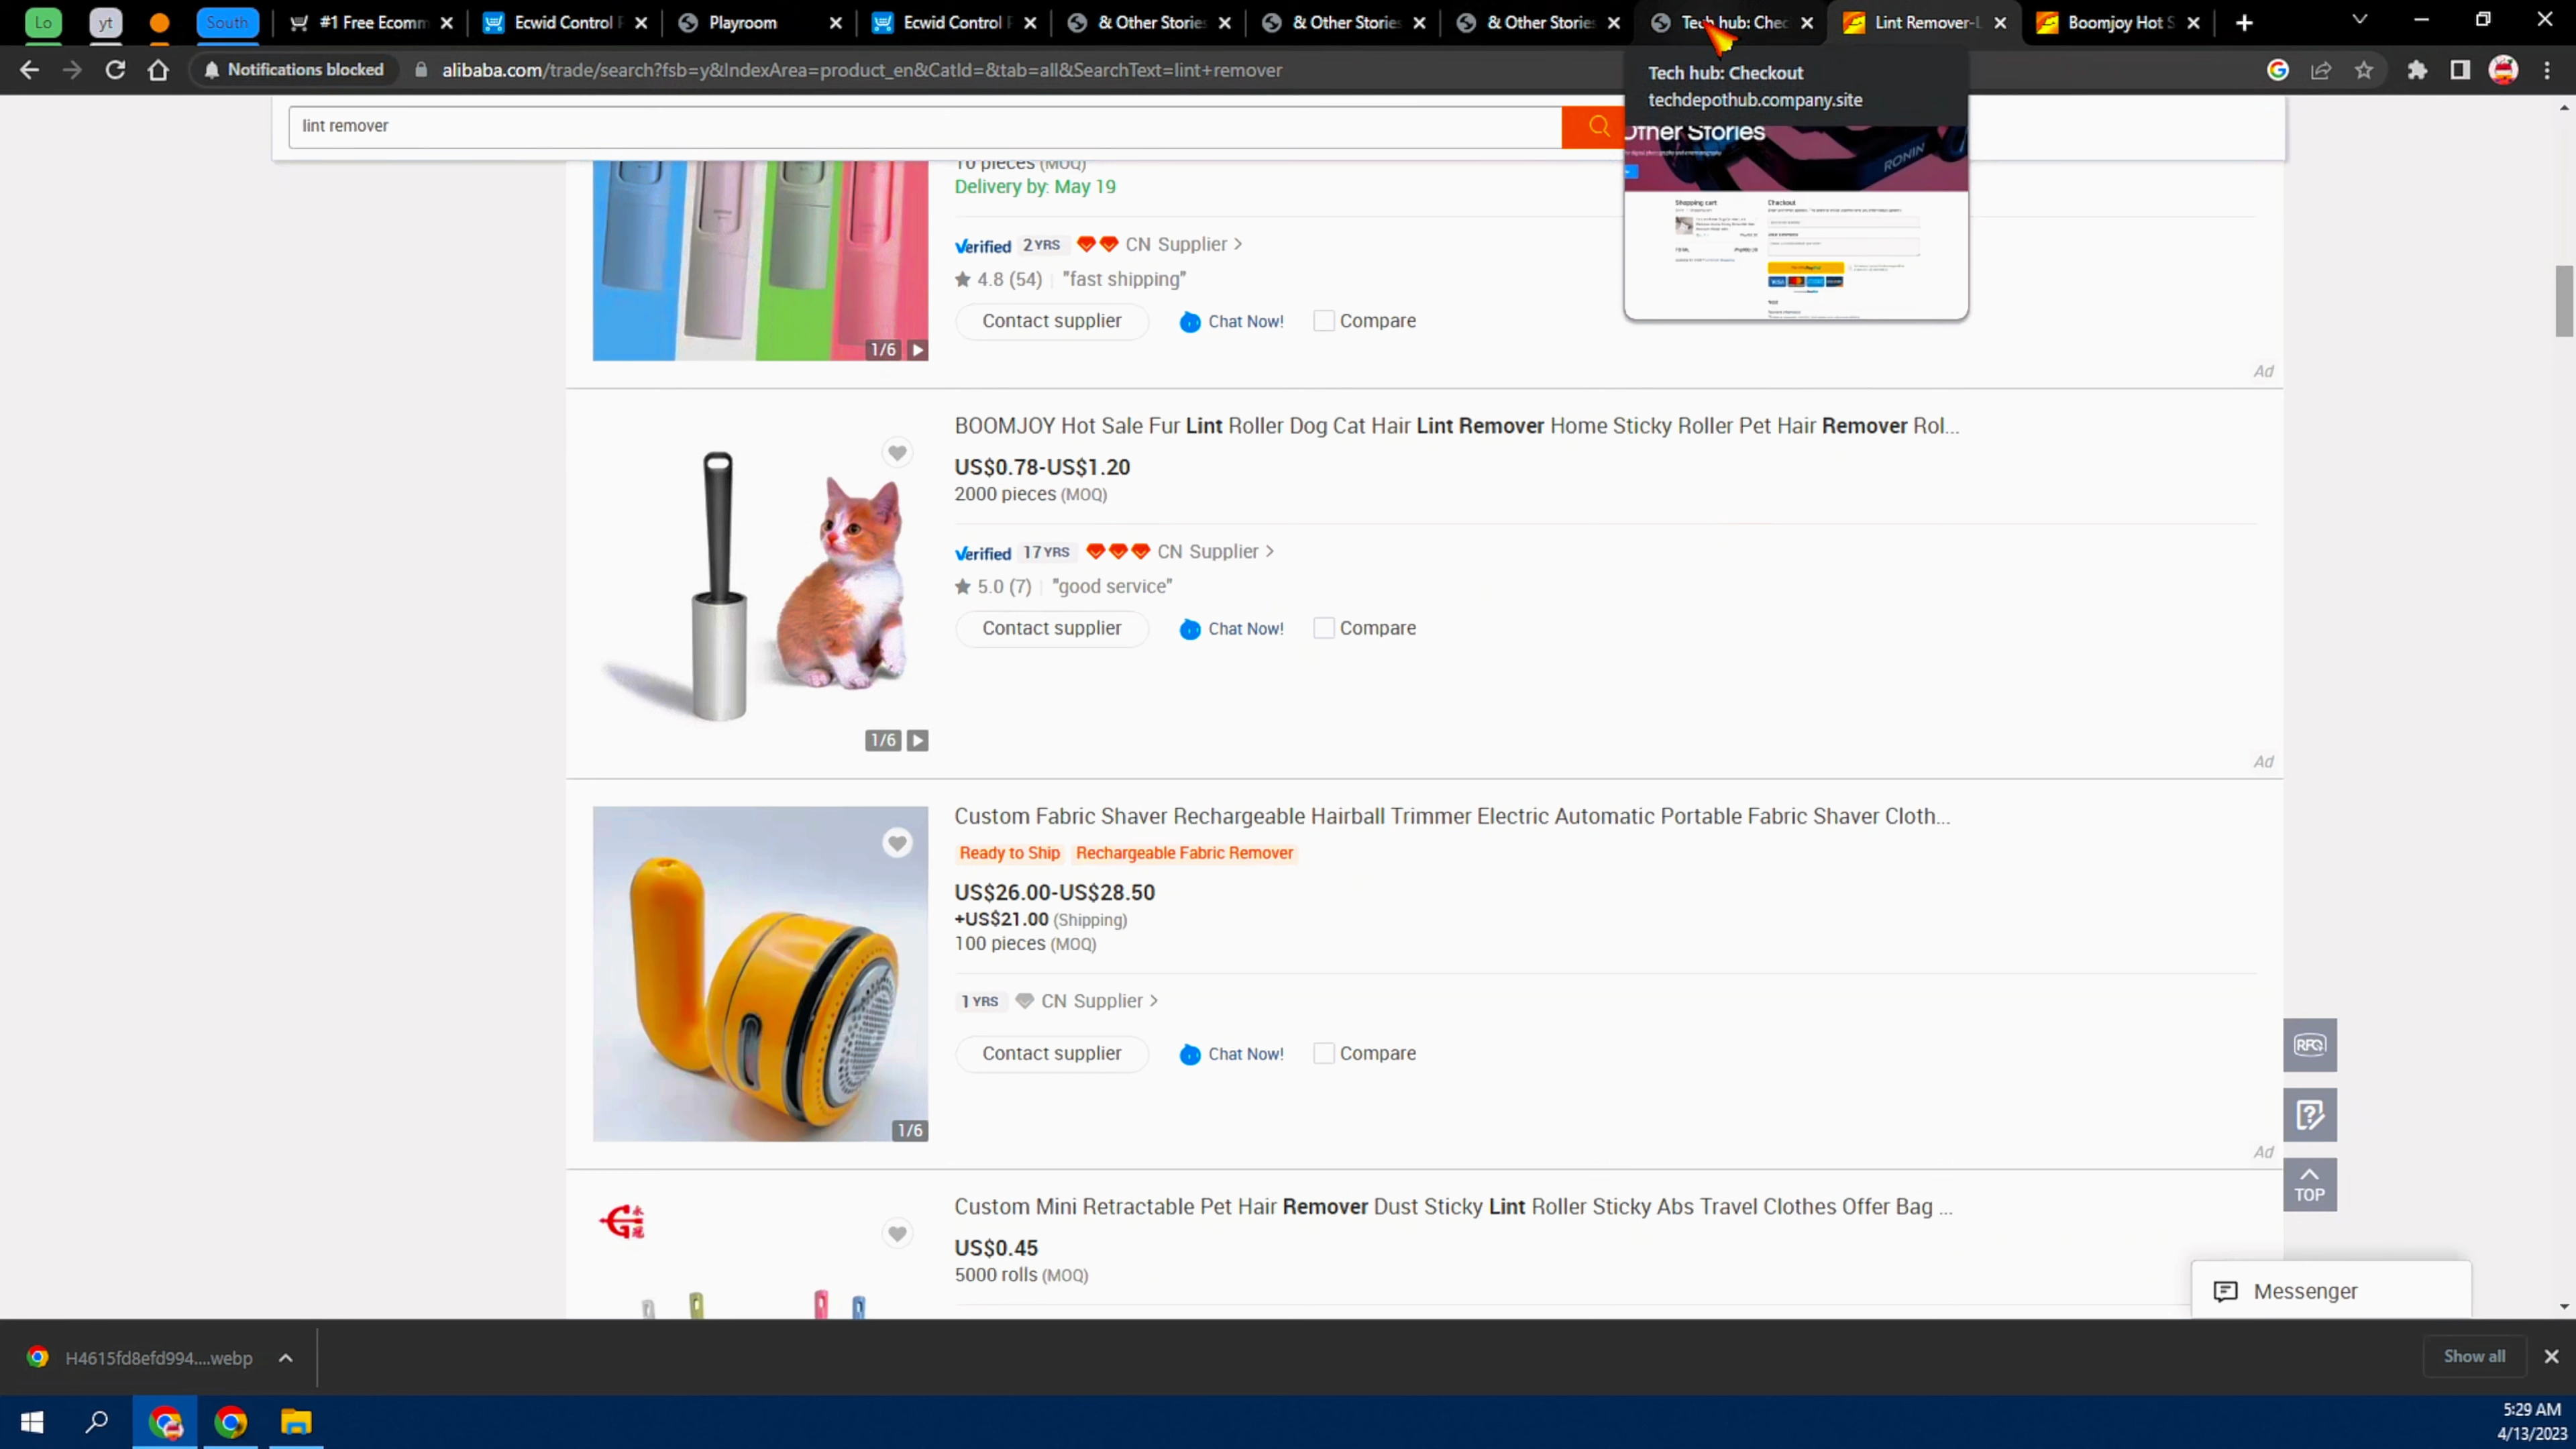 Lo
yt
South
#1 Free Ecomm
Ecwid Control P
Playroom
Ecwid Control P
& Other Stories
& Other Stories
& Other Stories
Tech hub: Chec
Lint Remover-L
Boomjoy Hot S
Notifications blocked
alibaba.com/trade/search?fsb=y&IndexArea=product_en&CatId=&tab=all&SearchText=lint+remover
Tech hub: Checkout
techdepothub.company.site
Other Stories
RONIN
Shopping cart
Checkout
lint remover
10 pieces (MOQ)
Delivery by: May 19
Verified 2 YRS CN Supplier >
4.8 (54) "fast shipping"
Contact supplier Chat Now! Compare
1/6
Ad
BOOMJOY Hot Sale Fur Lint Roller Dog Cat Hair Lint Remover Home Sticky Roller Pet Hair Remover Rol...
US$0.78-US$1.20
2000 pieces (MOQ)
Verified 17 YRS CN Supplier >
5.0 (7) "good service"
Contact supplier Chat Now! Compare
1/6
Ad
Custom Fabric Shaver Rechargeable Hairball Trimmer Electric Automatic Portable Fabric Shaver Cloth...
Ready to Ship Rechargeable Fabric Remover
US$26.00-US$28.50
+US$21.00 (Shipping)
100 pieces (MOQ)
1 YRS CN Supplier >
Contact supplier Chat Now! Compare
1/6
Ad
RFQ
TOP
永冠
Custom Mini Retractable Pet Hair Remover Dust Sticky Lint Roller Sticky Abs Travel Clothes Offer Bag ...
US$0.45
5000 rolls (MOQ)
Messenger
H4615fd8efd994....webp
Show all
5:29 AM
4/13/2023